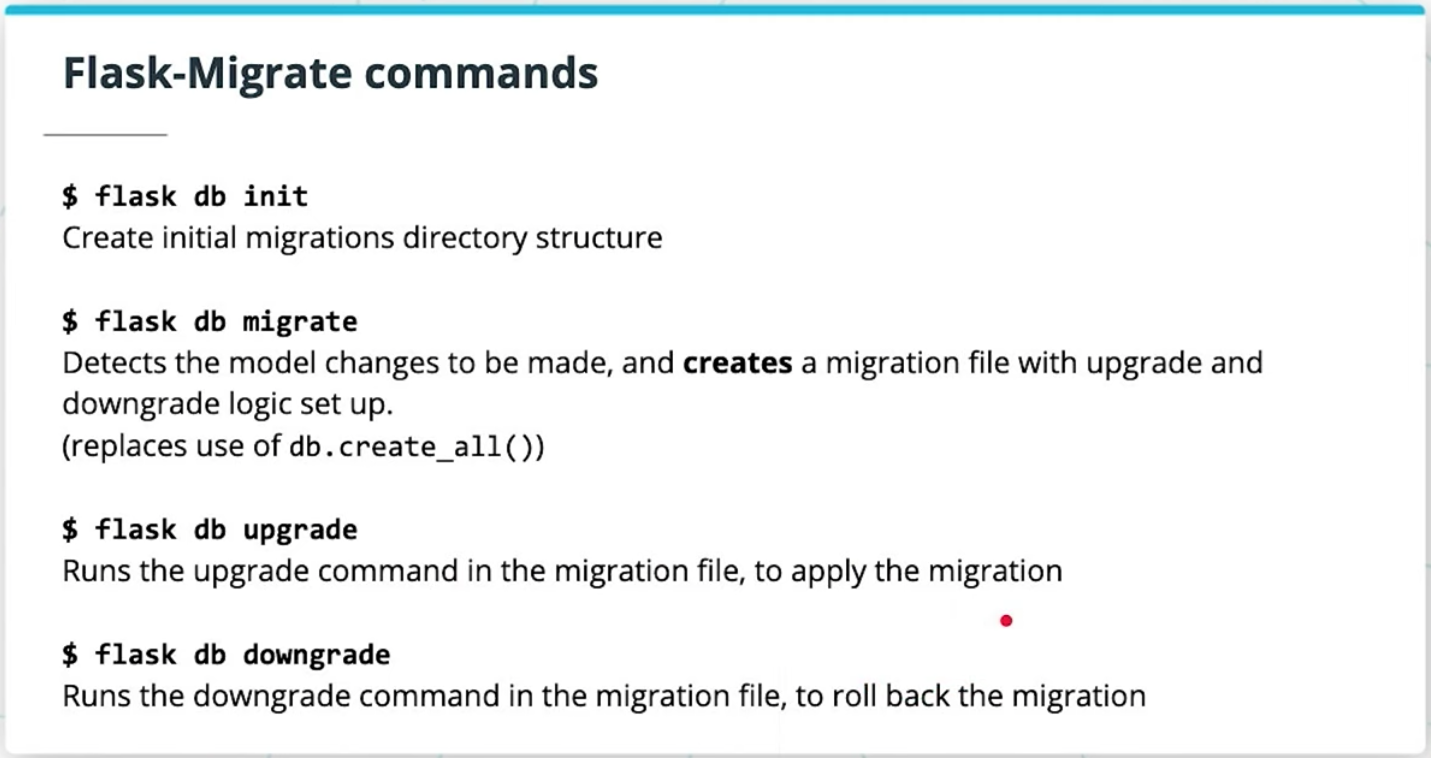 Flask-Migrate commands
$ flask db init
Create initial migrations directory structure
$ flask db migrate
Detects the model changes to be made, and creates a migration file with upgrade and
downgrade logic set up.
(replaces use of db.create_all())
$ flask db upgrade
Runs the upgrade command in the migration file, to apply the migration
$ flask db downgrade
Runs the downgrade command in the migration file, to roll back the migration